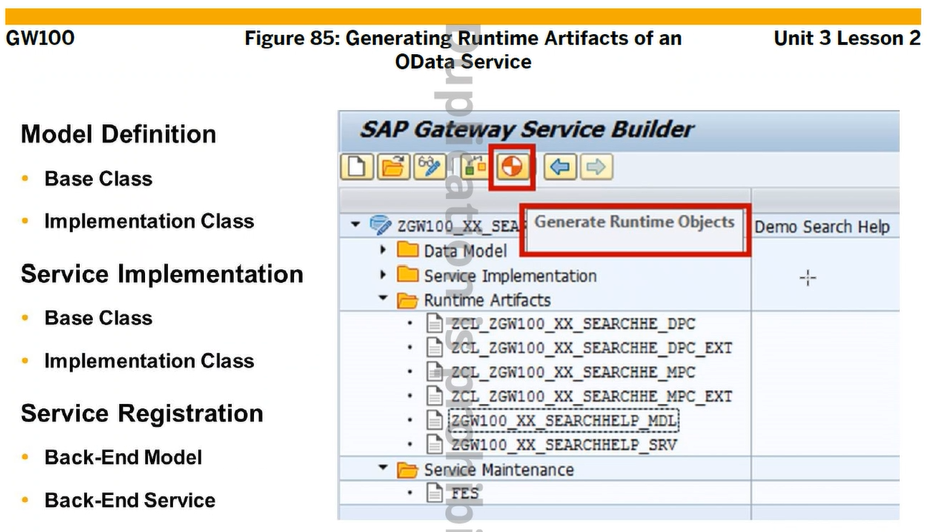 GW100
Figure 85: Generating Runtime Artifacts of an
OData Service
Unit 3 Lesson 2
Model Definition
• Base Class
• Implementation Class
Service Implementation
• Base Class
• Implementation Class
Service Registration
• Back-End Model
• Back-End Service
SAP Gateway Service Builder
Generate Runtime Objects
ZGW100_XX_SEA
Demo Search Help
Data Model
Service Implementation
Runtime Artifacts
ZCL_ZGW100_XX_SEARCHHE_DPC
ZCL_ZGW100_XX_SEARCHHE_DPC_EXT
ZCL_ZGW100_XX_SEARCHHE_MPC
ZCL_ZGW100_XX_SEARCHHE_MPC_EXT
ZGW100_XX_SEARCHHELP_MDL
ZGW100_XX_SEARCHHELP_SRV
Service Maintenance
FES
Duplication is prohibi